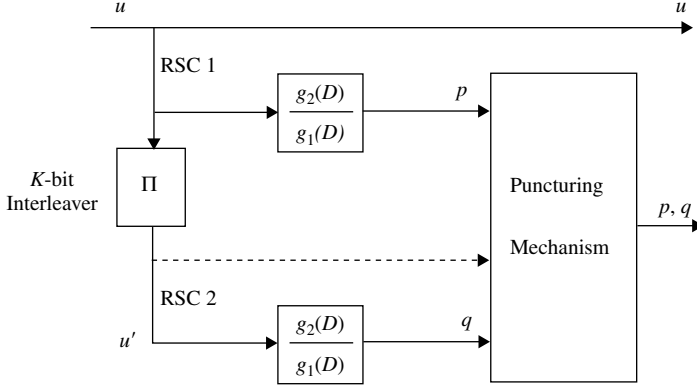 u
u
RSC 1
g₂(D)
g₁(D)
p
K-bit
Interleaver
Π
Puncturing
Mechanism
p, q
RSC 2
u′
g₂(D)
g₁(D)
q